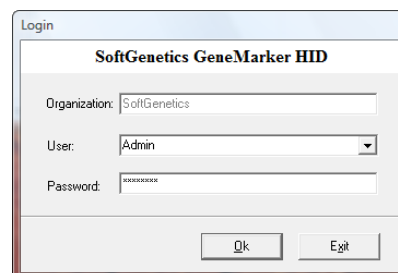 Login
SoftGenetics GeneMarker HID
Organization: SoftGenetics
User: Admin
Password: ********
Ok Exit